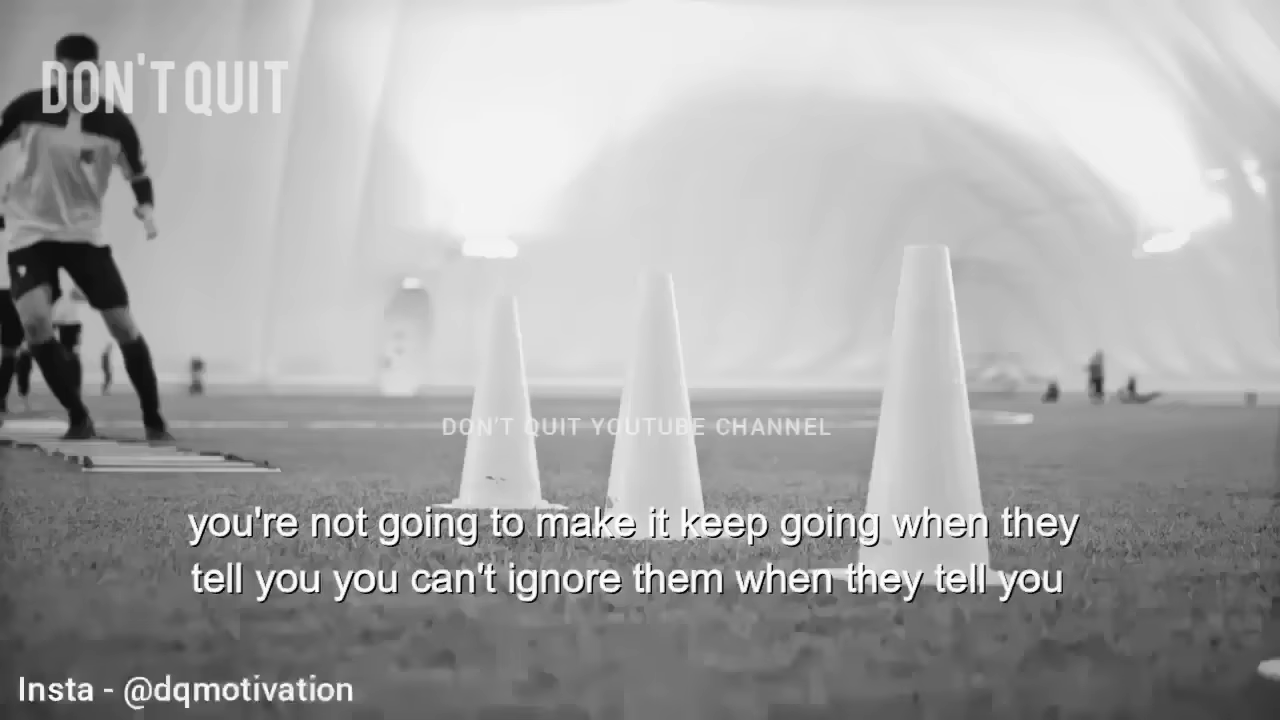 DON'T QUIT
DON'T QUIT YOUTUBE CHANNEL
you're not going to make it keep going when they
tell you you can't ignore them when they tell you
Insta - @dqmotivation